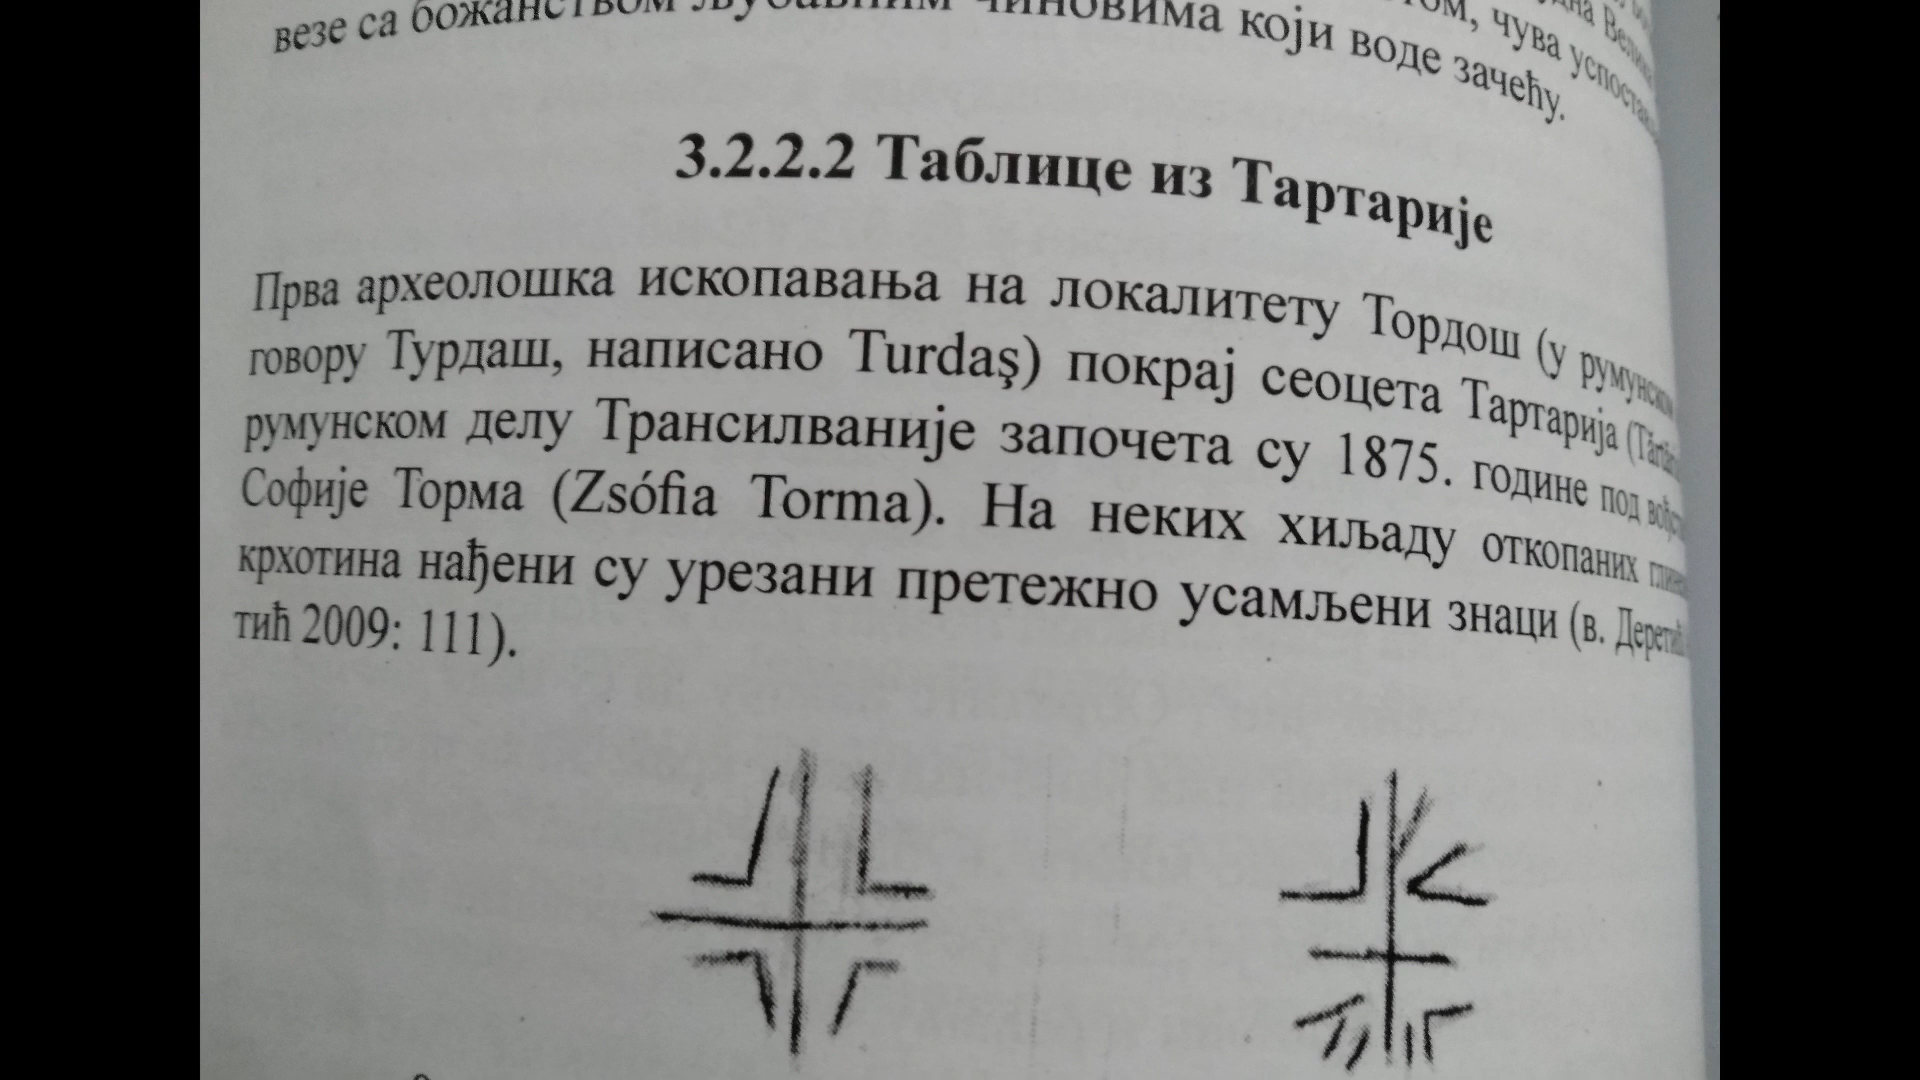 везе са божанством љубавним чиновима који воде зачећу.
чува
3.2.2.2 Таблице из Тартарије
Прва археолошка ископавања на локалитету Тордош (у румунском
говору Турдаш, написано Turdaş) покрај сеоцета Тартарија
румунском делу Трансилваније започета су 1875. године под
Софије Торма (Zsófia Torma). На неких хиљаду откопаних
крхотина нађени су урезани претежно усамљени знаци (в.
тић 2009: 111).